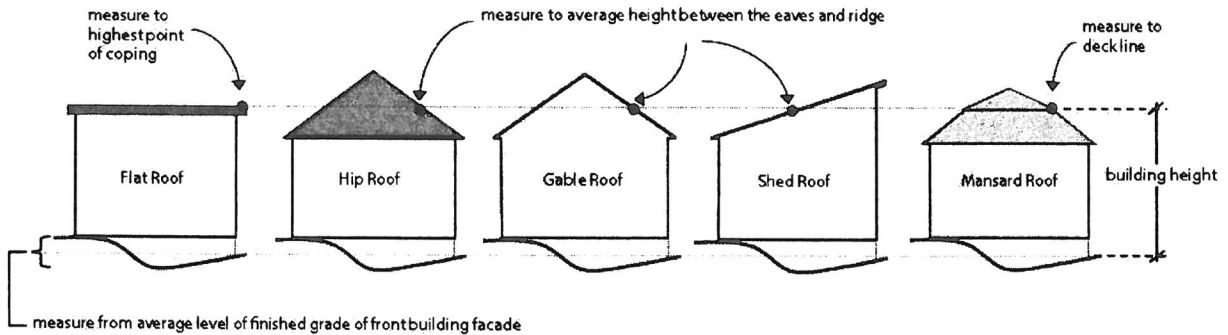 measure to
highest point
of coping
measure to average height between the eaves and ridge
measure to
deck line
Flat Roof
Hip Roof
Gable Roof
Shed Roof
Mansard Roof
building height
measure from average level of finished grade of front building facade